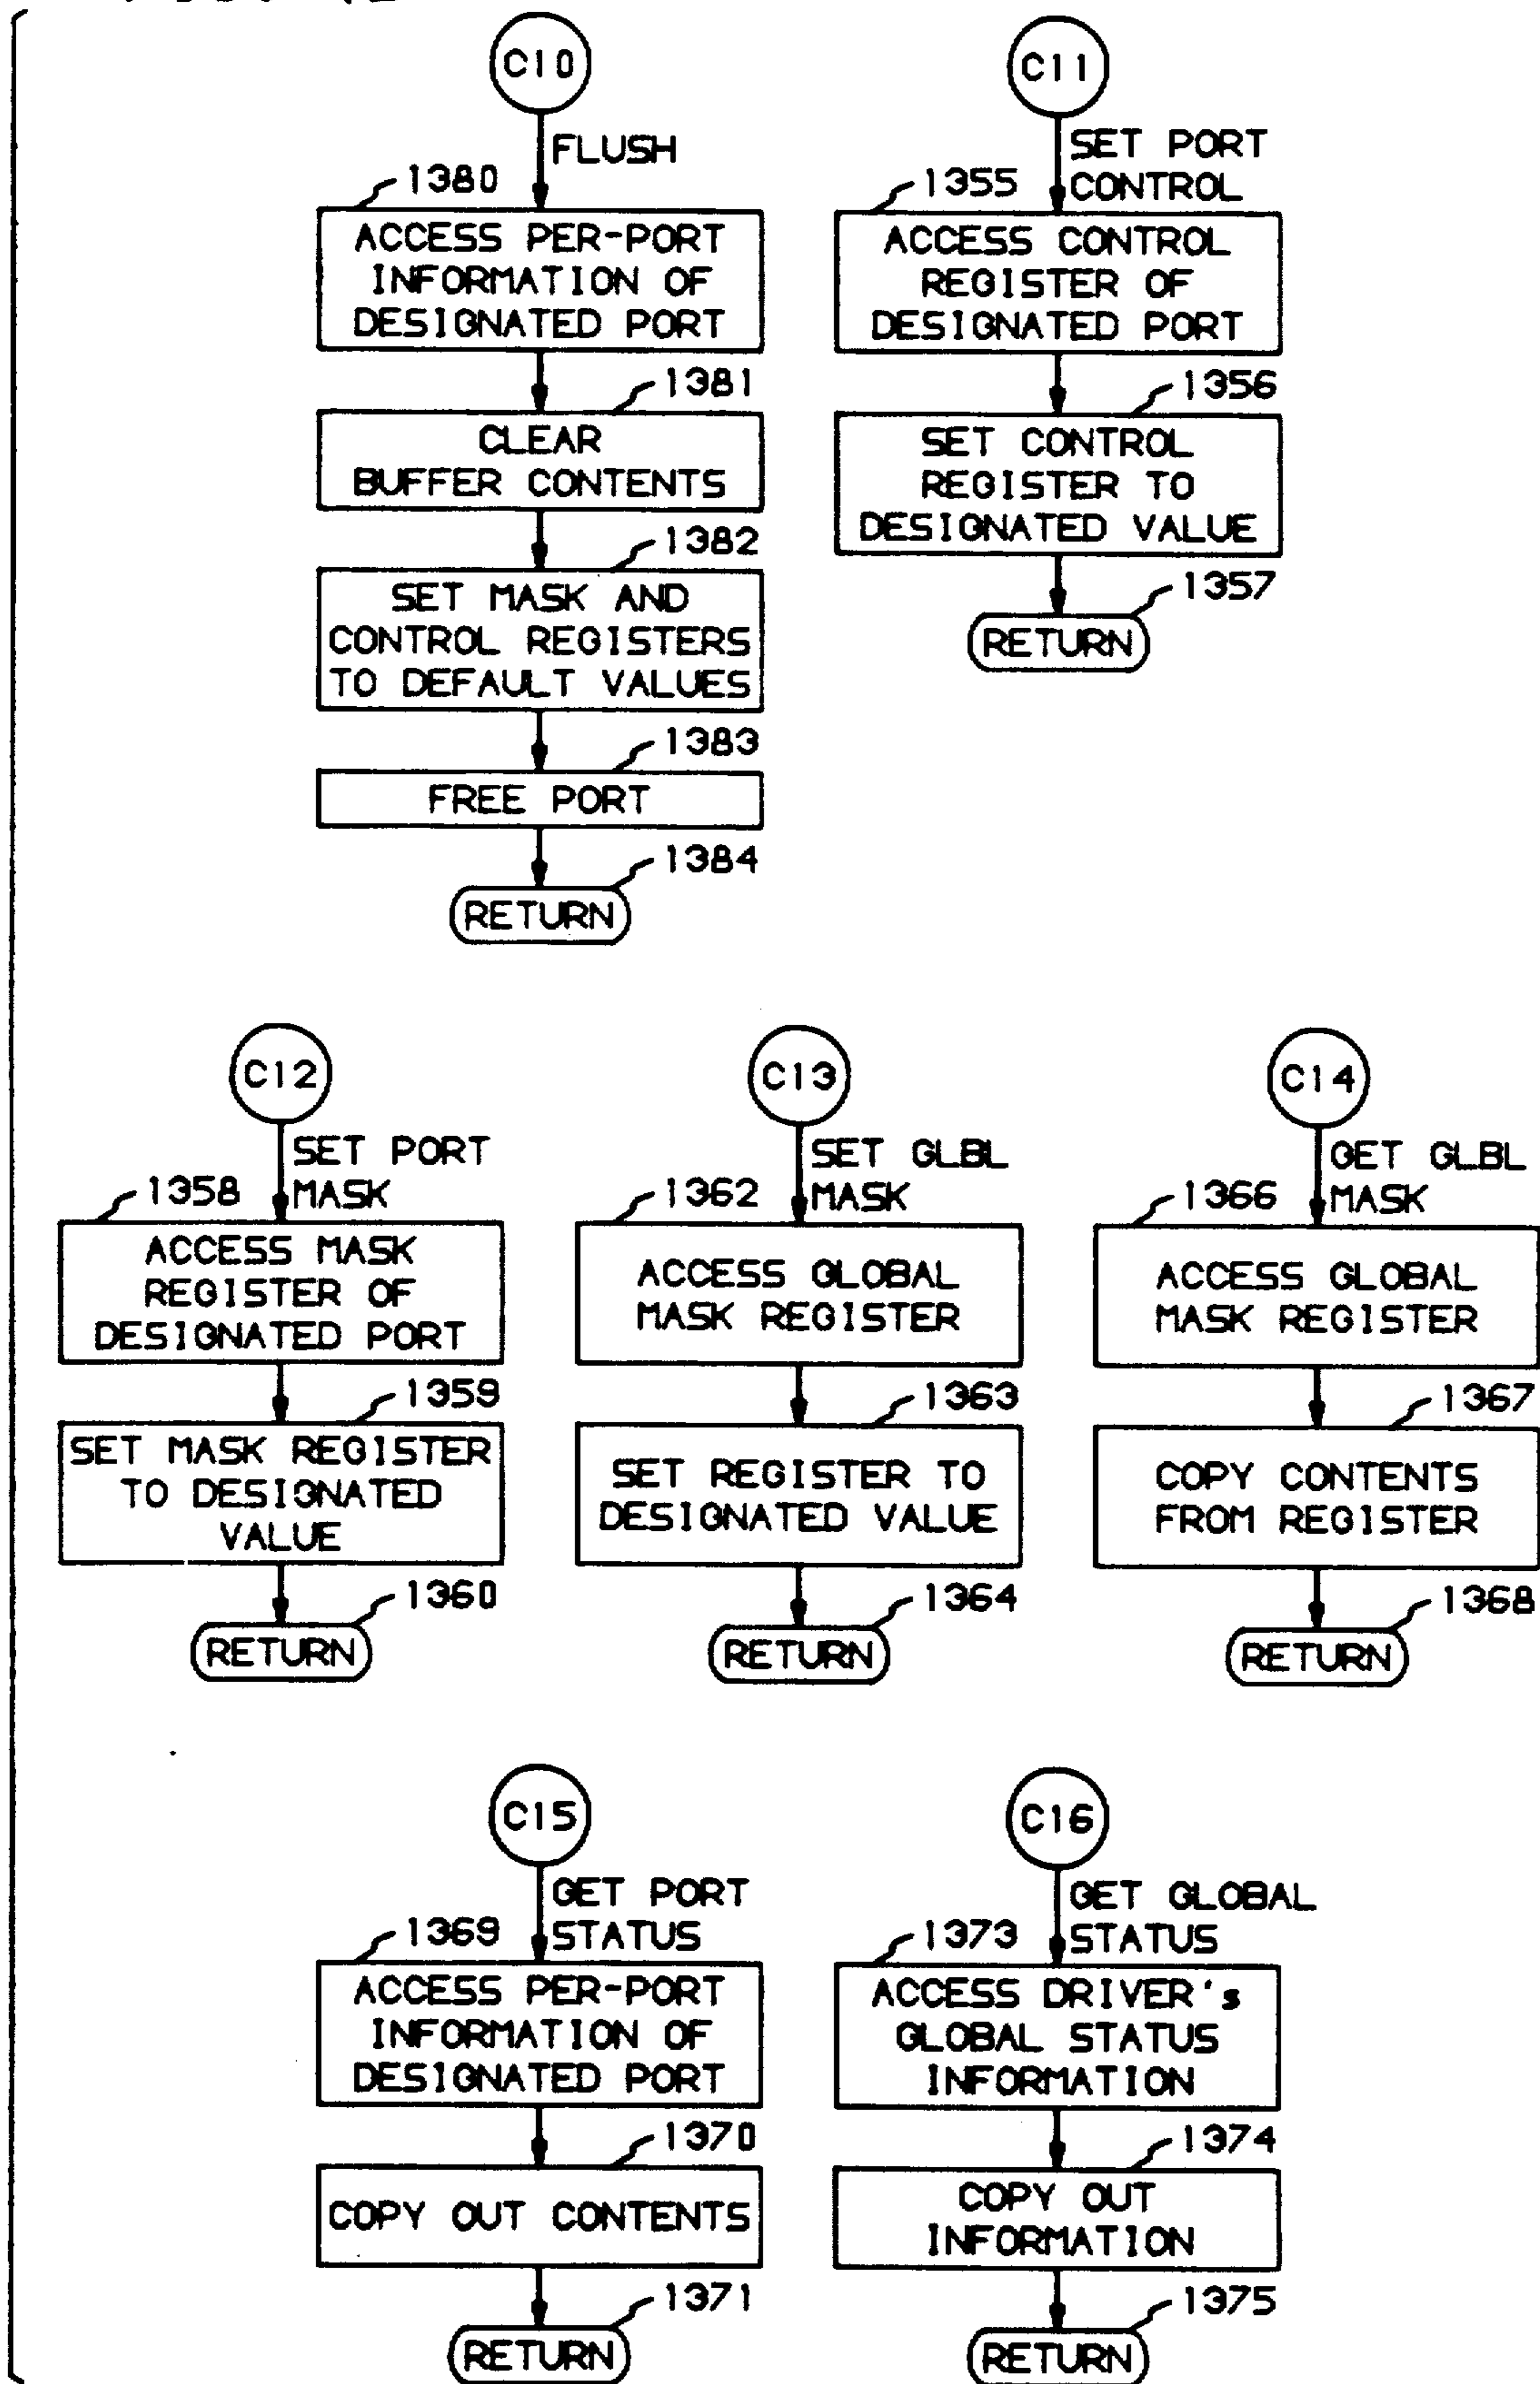 C10
FLUSH
1380
ACCESS PER-PORT
INFORMATION OF
DESIGNATED PORT
1381
CLEAR
BUFFER CONTENTS
1382
SET MASK AND
CONTROL REGISTERS
TO DEFAULT VALUES
1383
FREE PORT
1384
RETURN
C11
SET PORT
CONTROL
1355
ACCESS CONTROL
REGISTER OF
DESIGNATED PORT
1356
SET CONTROL
REGISTER TO
DESIGNATED VALUE
1357
RETURN
C12
SET PORT
MASK
1358
ACCESS MASK
REGISTER OF
DESIGNATED PORT
1359
SET MASK REGISTER
TO DESIGNATED
VALUE
1360
RETURN
C13
SET GLBL
MASK
1362
ACCESS GLOBAL
MASK REGISTER
1363
SET REGISTER TO
DESIGNATED VALUE
1364
RETURN
C14
GET GLBL
MASK
1366
ACCESS GLOBAL
MASK REGISTER
1367
COPY CONTENTS
FROM REGISTER
1368
RETURN
C15
GET PORT
STATUS
1369
ACCESS PER-PORT
INFORMATION OF
DESIGNATED PORT
1370
COPY OUT CONTENTS
1371
RETURN
C16
GET GLOBAL
STATUS
1373
ACCESS DRIVER's
GLOBAL STATUS
INFORMATION
1374
COPY OUT
INFORMATION
1375
RETURN